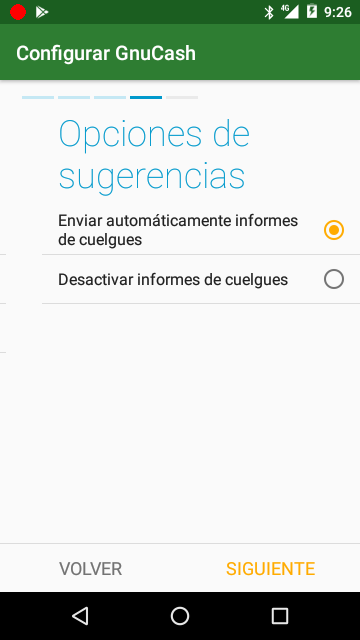 4G 9:26
Configurar GnuCash
Opciones de
sugerencias
Enviar automáticamente informes
de cuelgues
Desactivar informes de cuelgues
VOLVER SIGUIENTE